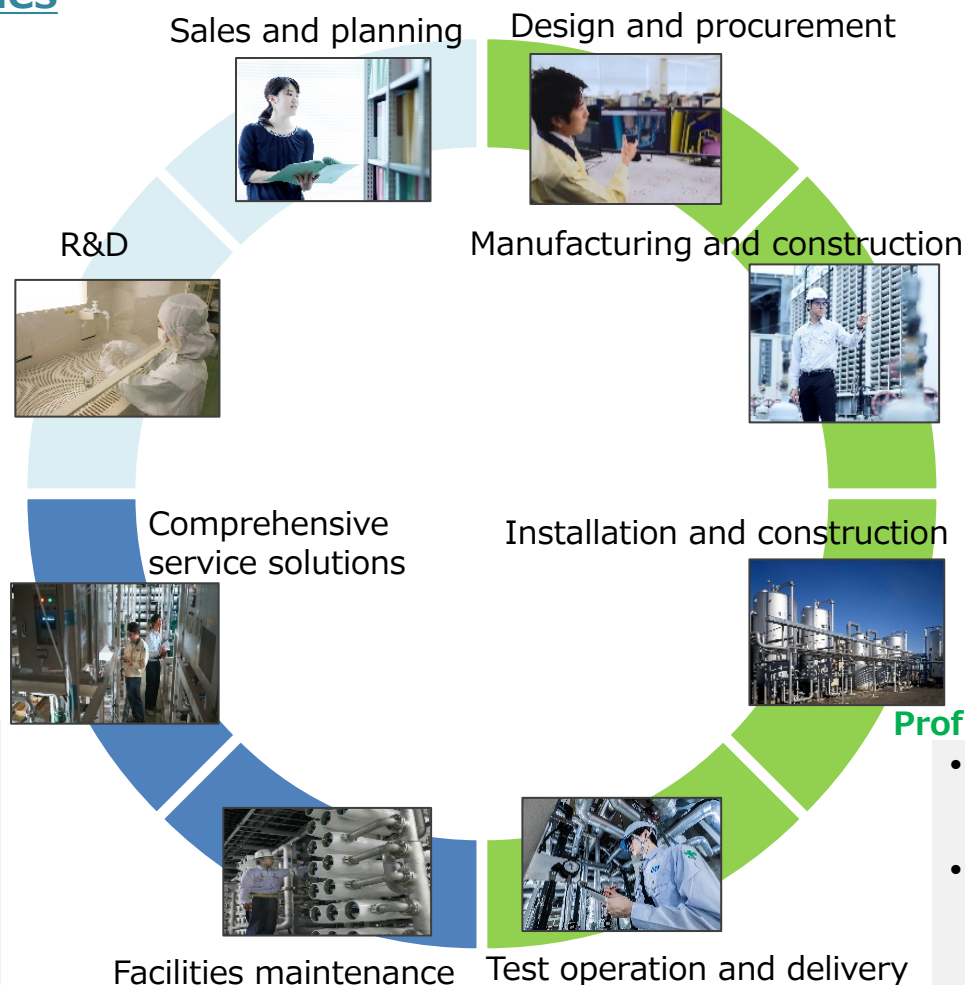 Sales and planning
Design and procurement
R&D
Manufacturing and construction
Comprehensive
service solutions
Installation and construction
Prof
•
•
Facilities maintenance
Test operation and delivery